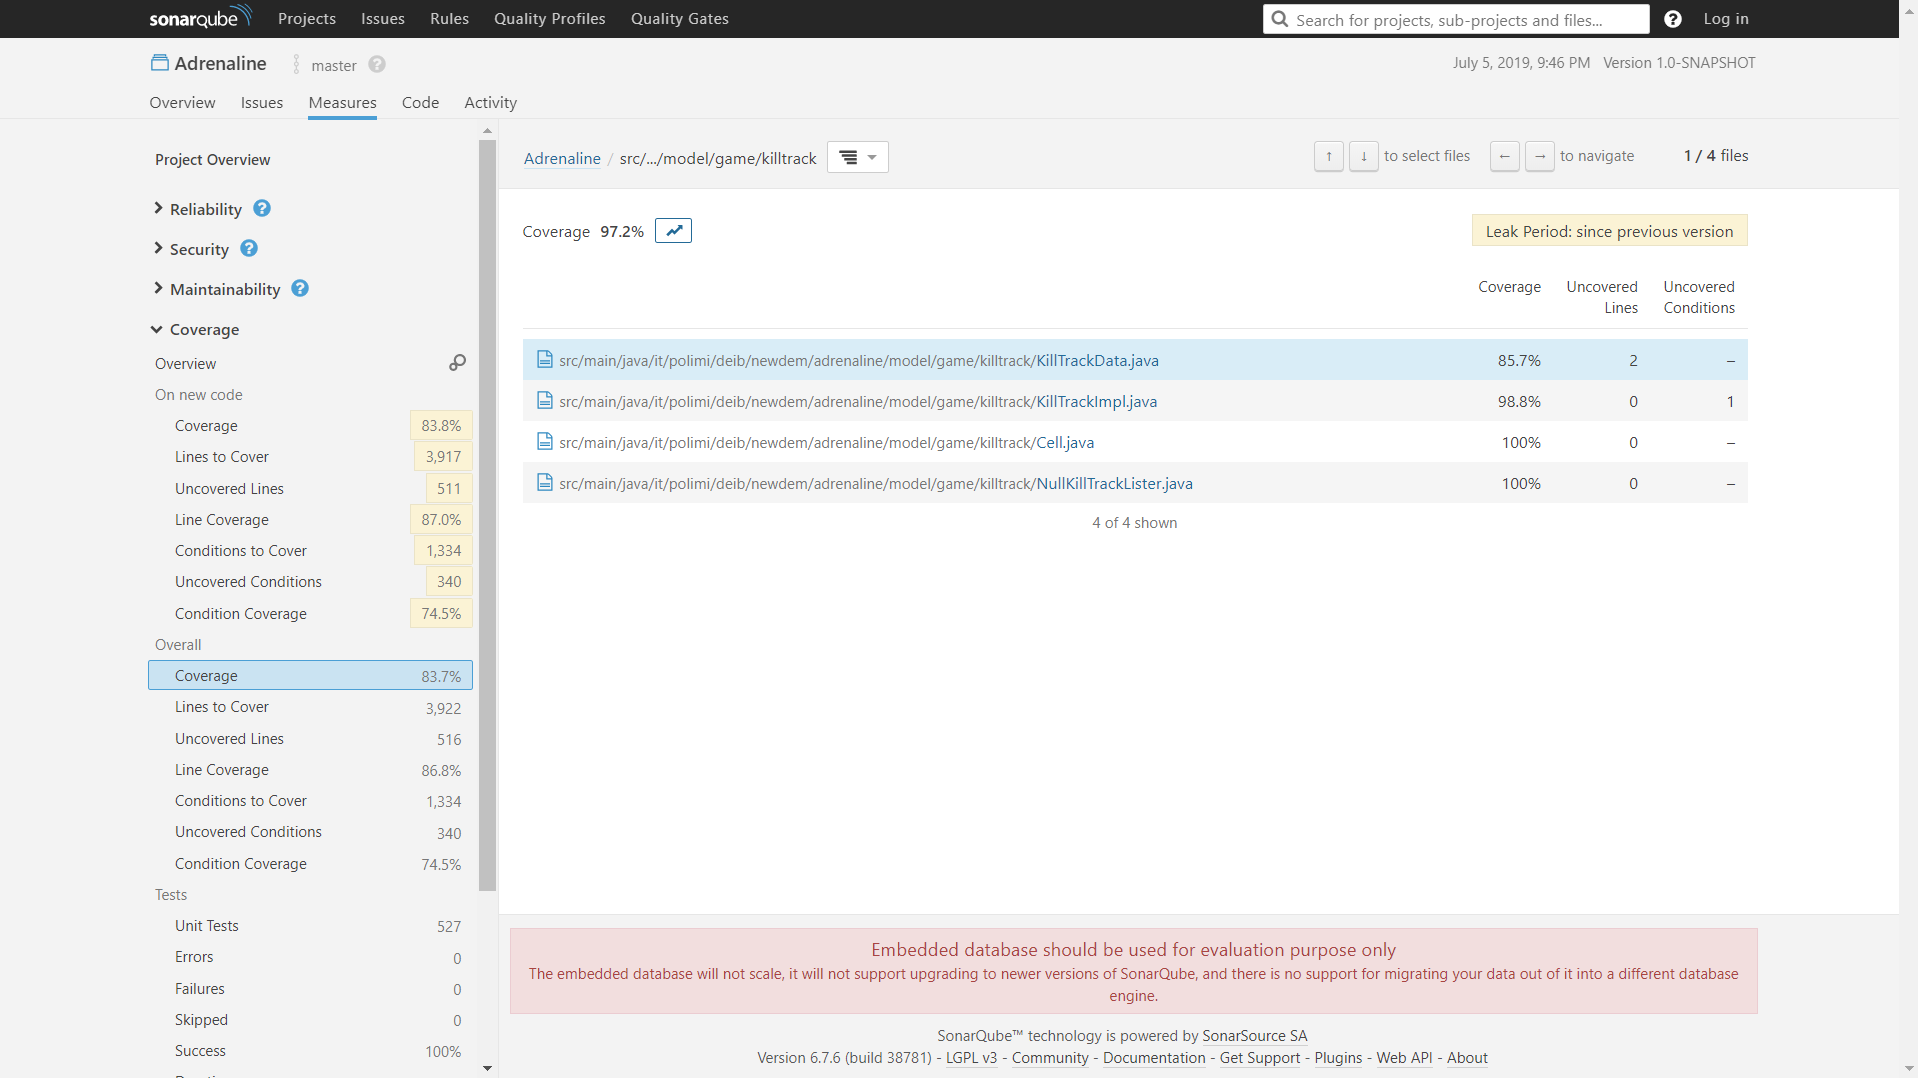 sonarqube Projects Issues Rules Quality Profiles Quality Gates Search for projects, sub-projects and files... ? Log in
Adrenaline master ? July 5, 2019, 9:46 PM Version 1.0-SNAPSHOT
Overview Issues Measures Code Activity
Project Overview
Reliability ?
Security ?
Maintainability ?
Coverage
Overview
On new code
Coverage 83.8%
Lines to Cover 3,917
Uncovered Lines 511
Line Coverage 87.0%
Conditions to Cover 1,334
Uncovered Conditions 340
Condition Coverage 74.5%
Overall
Coverage 83.7%
Lines to Cover 3,922
Uncovered Lines 516
Line Coverage 86.8%
Conditions to Cover 1,334
Uncovered Conditions 340
Condition Coverage 74.5%
Tests
Unit Tests 527
Errors 0
Failures 0
Skipped 0
Success 100%
Adrenaline / src/.../model/game/killtrack ↑ ↓ to select files ← → to navigate 1 / 4 files
Coverage 97.2% Leak Period: since previous version
Coverage Uncovered Uncovered
Lines Conditions
src/main/java/it/polimi/deib/newdem/adrenaline/model/game/killtrack/KillTrackData.java 85.7% 2 –
src/main/java/it/polimi/deib/newdem/adrenaline/model/game/killtrack/KillTrackImpl.java 98.8% 0 1
src/main/java/it/polimi/deib/newdem/adrenaline/model/game/killtrack/Cell.java 100% 0 –
src/main/java/it/polimi/deib/newdem/adrenaline/model/game/killtrack/NullKillTrackLister.java 100% 0 –
4 of 4 shown
Embedded database should be used for evaluation purpose only
The embedded database will not scale, it will not support upgrading to newer versions of SonarQube, and there is no support for migrating your data out of it into a different database
engine.
SonarQube™ technology is powered by SonarSource SA
Version 6.7.6 (build 38781) - LGPL v3 - Community - Documentation - Get Support - Plugins - Web API - About